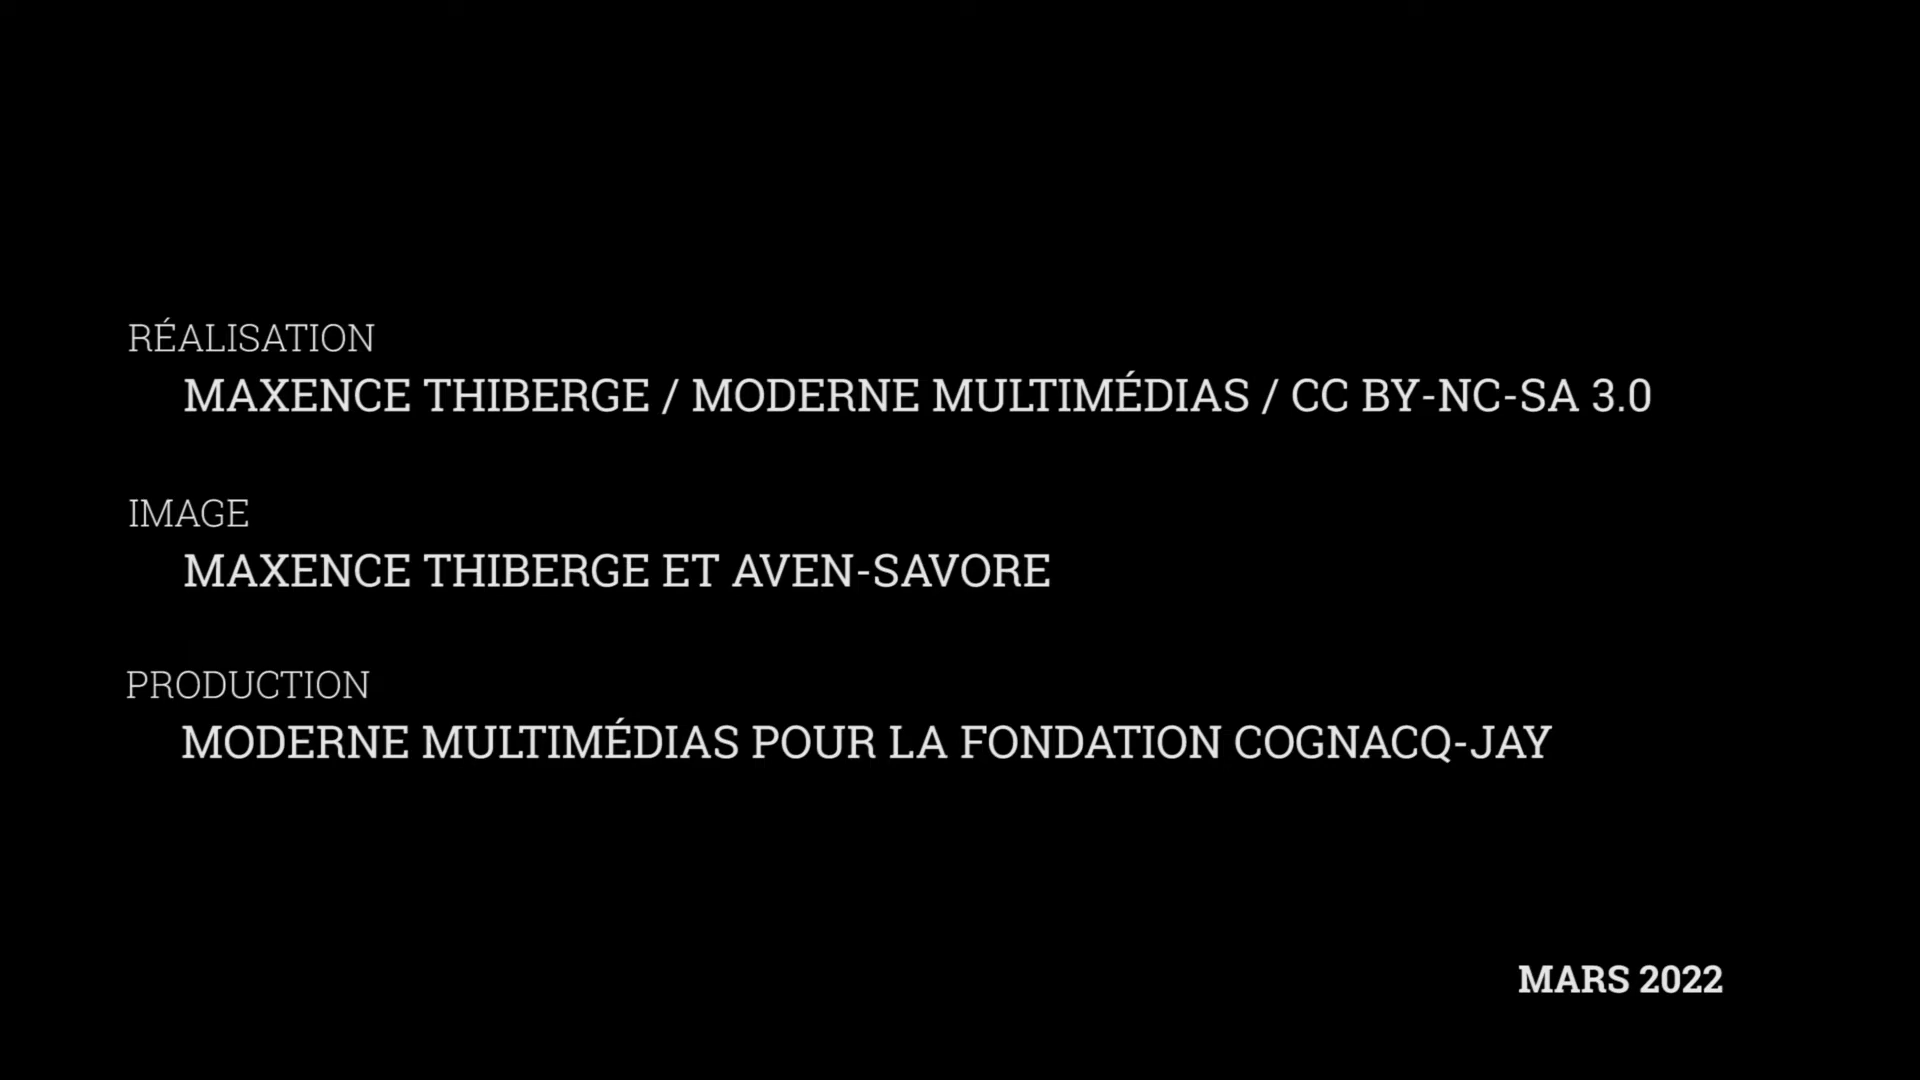 RÉALISATION
MAXENCE THIBERGE / MODERNE MULTIMÉDIAS / CC BY-NC-SA 3.0
IMAGE
MAXENCE THIBERGE ET AVEN-SAVORE
PRODUCTION
MODERNE MULTIMÉDIAS POUR LA FONDATION COGNACQ-JAY
MARS 2022